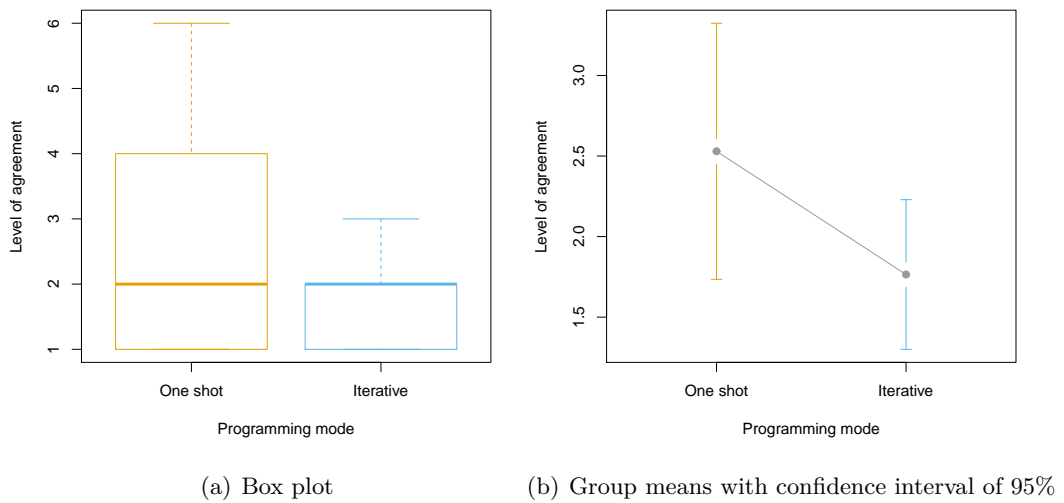 6
5
4
3
2
1
Level of agreement
One shot
Iterative
Programming mode
(a) Box plot
3.0
2.5
2.0
1.5
Level of agreement
One shot
Iterative
Programming mode
(b) Group means with confidence interval of 95%